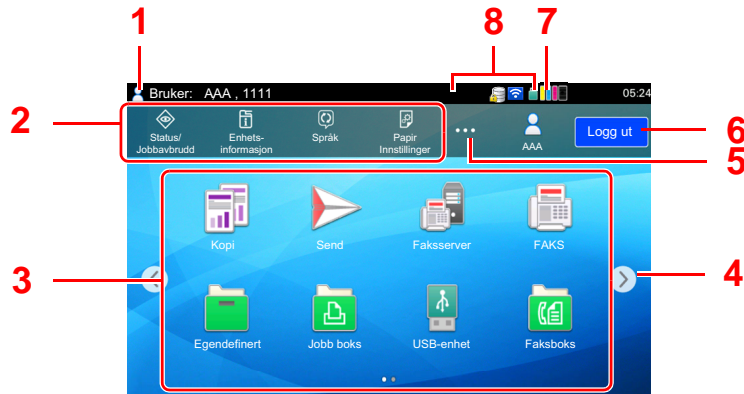 1
8
7
Bruker: AAA , 1111
05:24
2
Status/
Jobbavbrudd
Enhets-
informasjon
Språk
Papir
Innstillinger
AAA
Logg ut
6
5
Kopi
Send
Faksserver
FAKS
3
4
Egendefinert
Jobb boks
USB-enhet
Faksboks